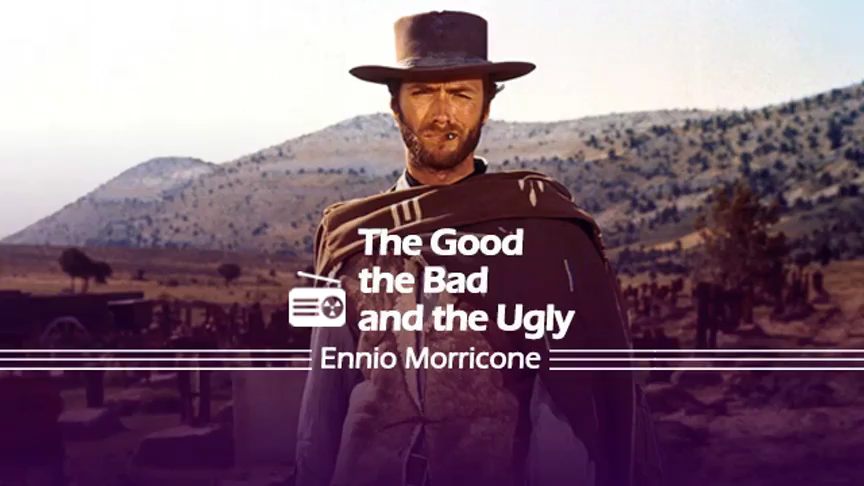 The Good
the Bad
and the Ugly
Ennio Morricone